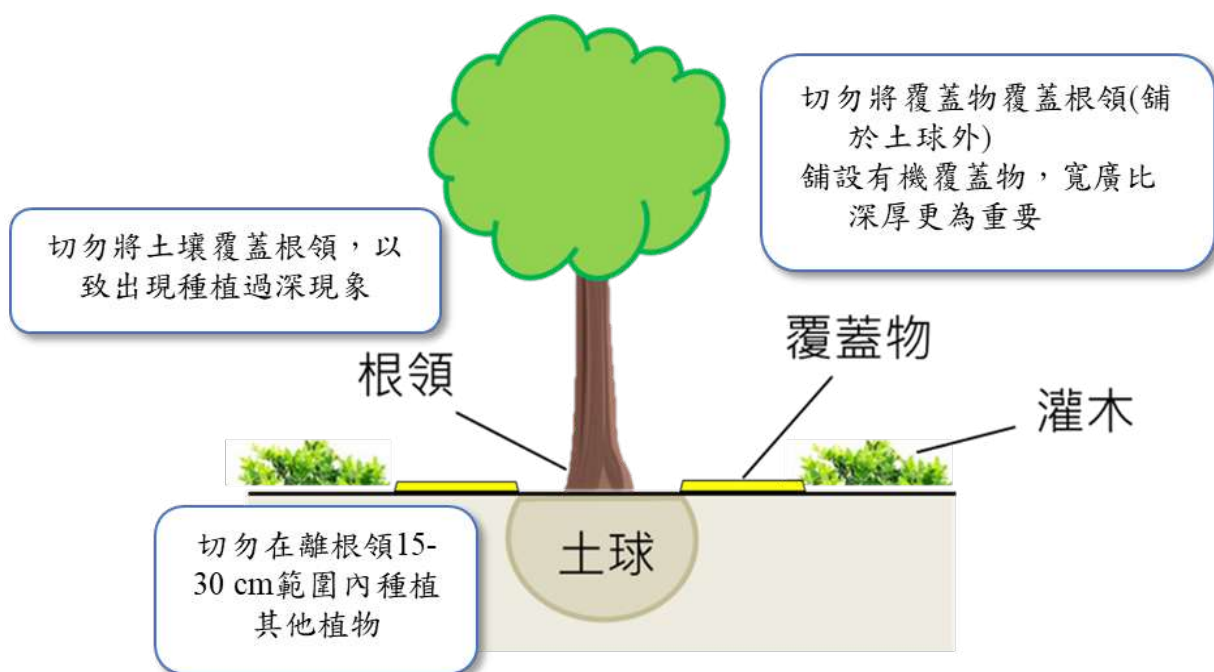 切勿將覆蓋物覆蓋根領(舖
於土球外)
舖設有機覆蓋物，寬廣比
深厚更為重要
切勿將土壤覆蓋根領，以
致出現種植過深現象
覆蓋物
根領
灌木
土球
切勿在離根領15-
30 cm範圍內種植
其他植物